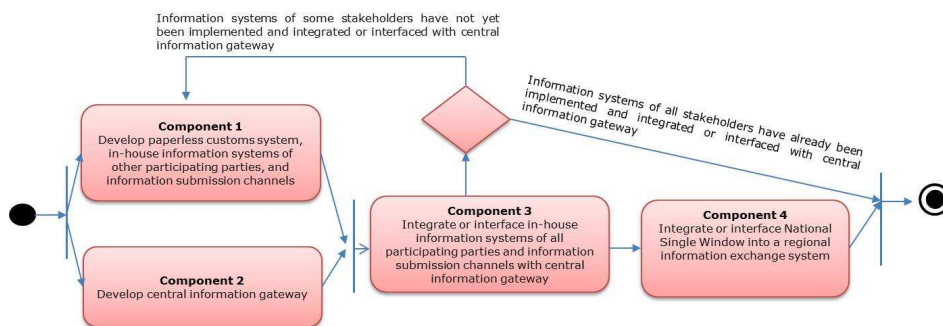 Information systems of some stakeholders have not yet
been implemented and integrated or interfaced with central
information gateway
Information systems of all stakeholders have already been
implemented and integrated or interfaced with central
information gateway
Component 1
Develop paperless customs system,
in-house information systems of
other participating parties, and
information submission channels
Component 2
Develop central information gateway
Component 3
Integrate or interface in-house
information systems of all
participating parties and information
submission channels with central
information gateway
Component 4
Integrate or interface National
Single Window into a regional
information exchange system